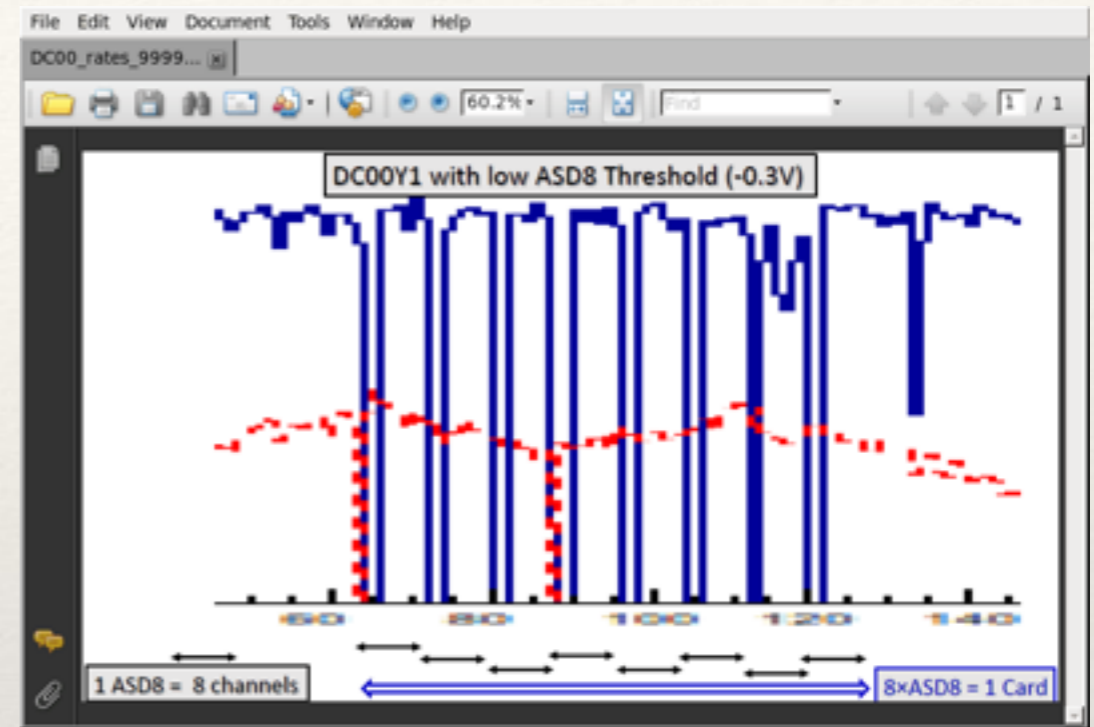 File Edit View Document Tools Window Help
DC00_rates_9999...
60.2% Find 1 / 1
DC00Y1 with low ASD8 Threshold (-0.3V)
60 80 100 120 140
1 ASD8 = 8 channels
8×ASD8 = 1 Card